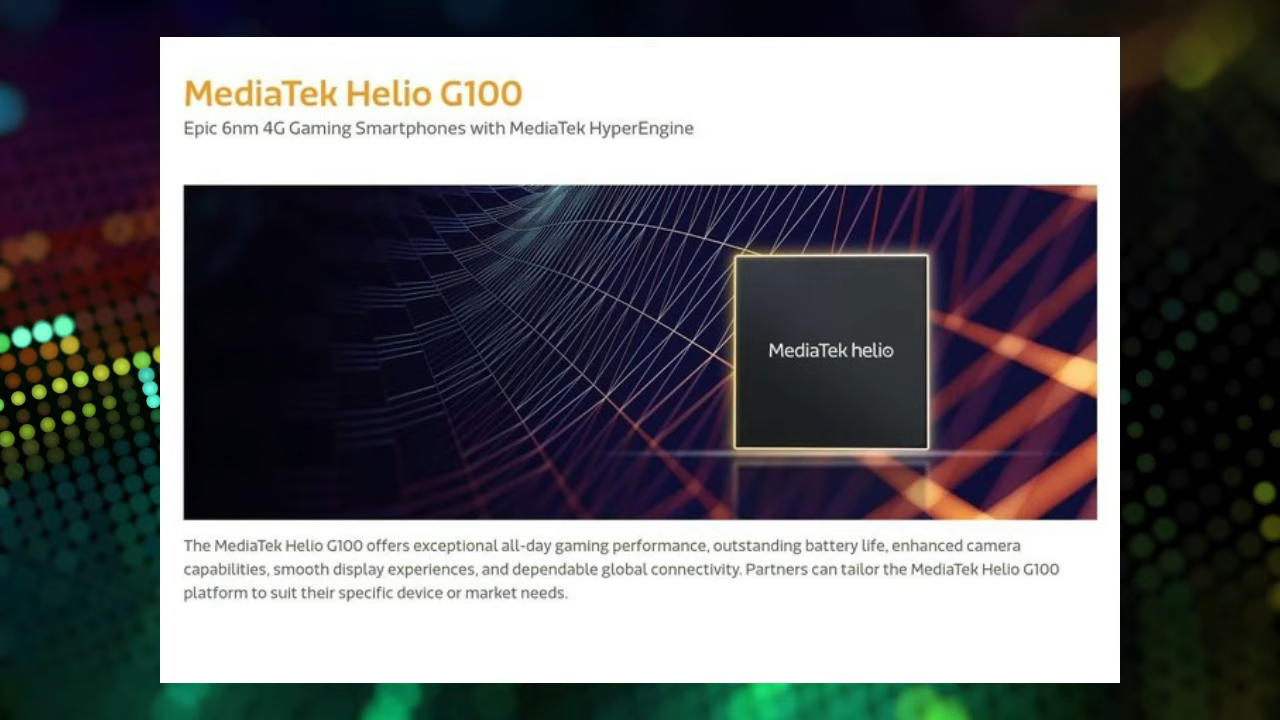 MediaTek Helio G100
Epic 6nm 4G Gaming Smartphones with MediaTek HyperEngine
MediaTek helio
The MediaTek Helio G100 offers exceptional all-day gaming performance, outstanding battery life, enhanced camera
capabilities, smooth display experiences, and dependable global connectivity. Partners can tailor the MediaTek Helio G100
platform to suit their specific device or market needs.